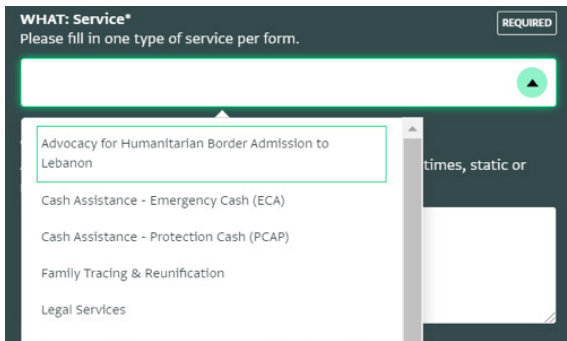 WHAT: Service*
REQUIRED
Please fill in one type of service per form.
Advocacy for Humanitarian Border Admission to
Lebanon
times, static or
Cash Assistance - Emergency Cash (ECA)
Cash Assistance - Protection Cash (PCAP)
Family Tracing & Reunification
Legal Services